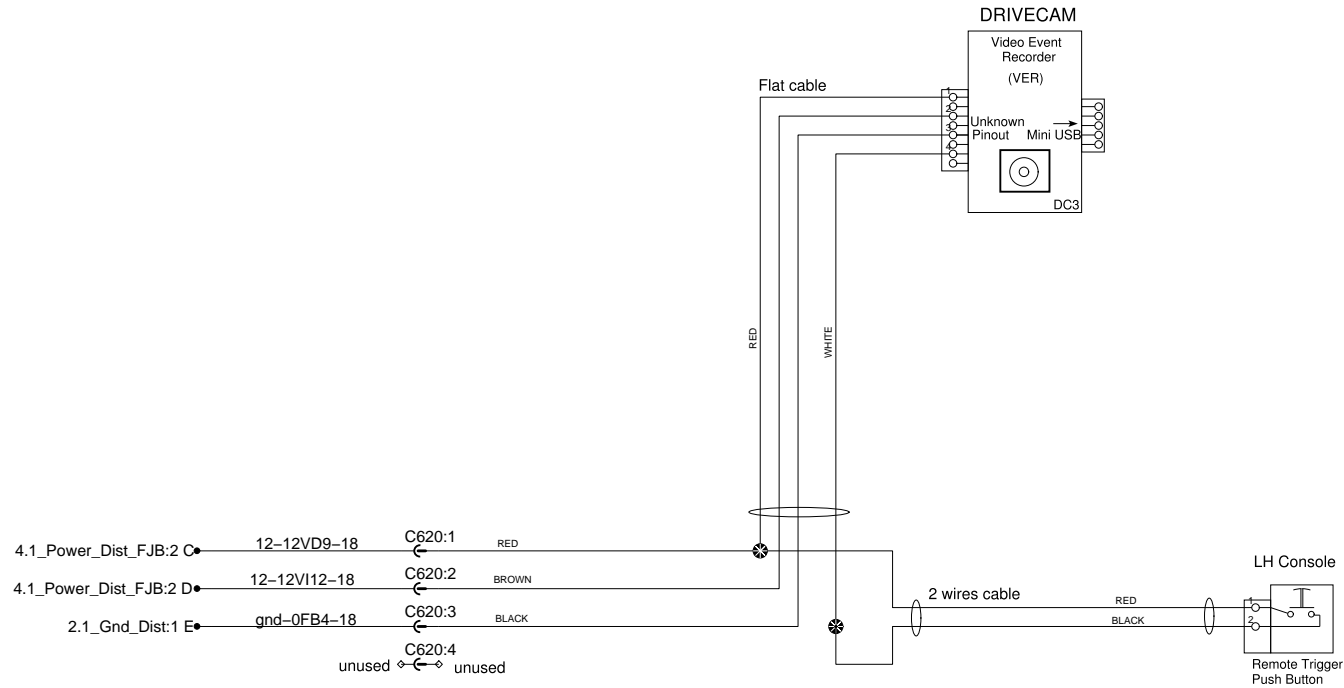 DRIVECAM
Video Event
Recorder
(VER)
Flat cable
1
2
3
4
Unknown
Pinout
Mini USB
DC3
RED
WHITE
4.1_Power_Dist_FJB:2 C
12–12VD9–18
C620:1
RED
4.1_Power_Dist_FJB:2 D
12–12VI12–18
C620:2
BROWN
2.1_Gnd_Dist:1 E
gnd–0FB4–18
C620:3
BLACK
C620:4
unused
unused
2 wires cable
RED
BLACK
LH Console
1
2
Remote Trigger
Push Button